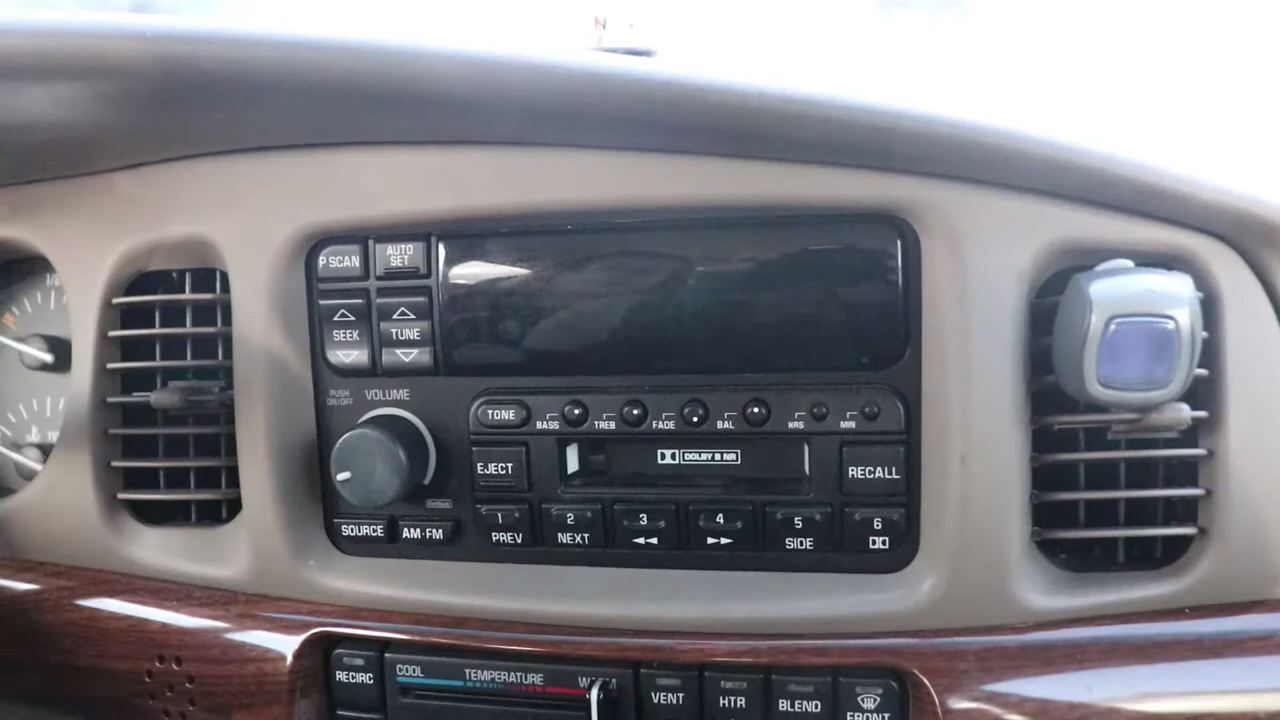 N
P SCAN
AUTO
SET
SEEK
TUNE
PUSH
ON/OFF
VOLUME
TONE
BASS
TREB
FADE
BAL
HRS
MIN
EJECT
DOLBY B NR
RECALL
SOURCE
AM·FM
1
PREV
2
NEXT
3
4
5
SIDE
6
RECIRC
COOL
TEMPERATURE
VENT
HTR
BLEND
FRONT